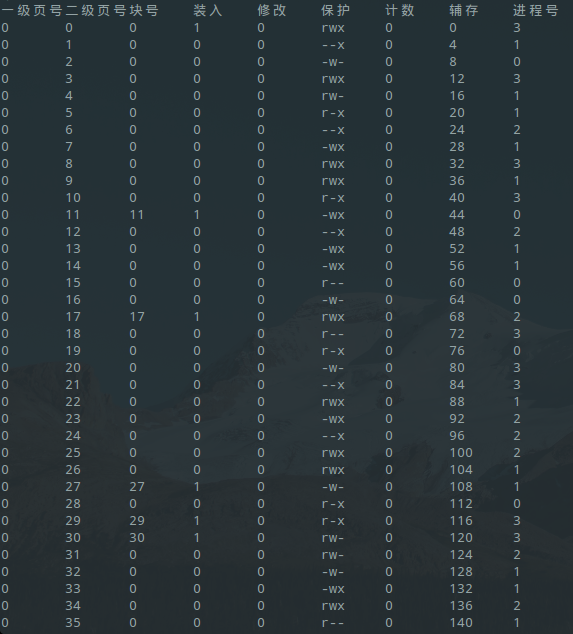 一级页号二级页号块号 装入 修改 保护 计数 辅存 进程号
0 0 0 1 0 rwx 0 0 3
0 1 0 0 0 --x 0 4 1
0 2 0 0 0 -w- 0 8 0
0 3 0 0 0 rwx 0 12 3
0 4 0 0 0 rw- 0 16 1
0 5 0 0 0 r-x 0 20 1
0 6 0 0 0 --x 0 24 2
0 7 0 0 0 -wx 0 28 1
0 8 0 0 0 rwx 0 32 3
0 9 0 0 0 rwx 0 36 1
0 10 0 0 0 r-x 0 40 3
0 11 11 1 0 -wx 0 44 0
0 12 0 0 0 --x 0 48 2
0 13 0 0 0 -wx 0 52 1
0 14 0 0 0 -wx 0 56 1
0 15 0 0 0 r-- 0 60 0
0 16 0 0 0 -w- 0 64 0
0 17 17 1 0 rwx 0 68 2
0 18 0 0 0 r-- 0 72 3
0 19 0 0 0 r-x 0 76 0
0 20 0 0 0 -w- 0 80 3
0 21 0 0 0 --x 0 84 3
0 22 0 0 0 rwx 0 88 1
0 23 0 0 0 -wx 0 92 2
0 24 0 0 0 --x 0 96 2
0 25 0 0 0 rwx 0 100 2
0 26 0 0 0 rwx 0 104 1
0 27 27 1 0 -w- 0 108 1
0 28 0 0 0 r-x 0 112 0
0 29 29 1 0 r-x 0 116 3
0 30 30 1 0 rw- 0 120 3
0 31 0 0 0 rw- 0 124 2
0 32 0 0 0 -w- 0 128 1
0 33 0 0 0 -wx 0 132 1
0 34 0 0 0 rwx 0 136 2
0 35 0 0 0 r-- 0 140 1